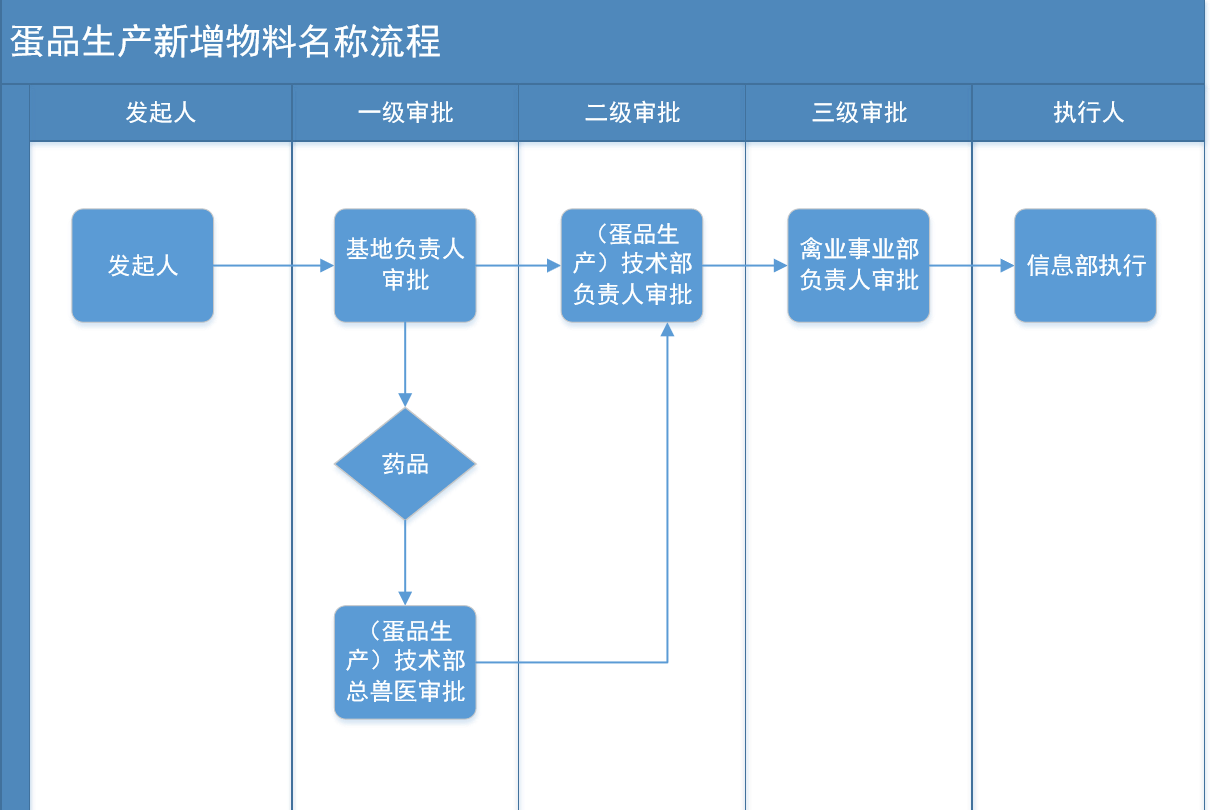 蛋品生产新增物料名称流程
发起人
一级审批
二级审批
三级审批
执行人
发起人
基地负责人
审批
（蛋品生
产）技术部
负责人审批
禽业事业部
负责人审批
信息部执行
药品
（蛋品生
产）技术部
总兽医审批